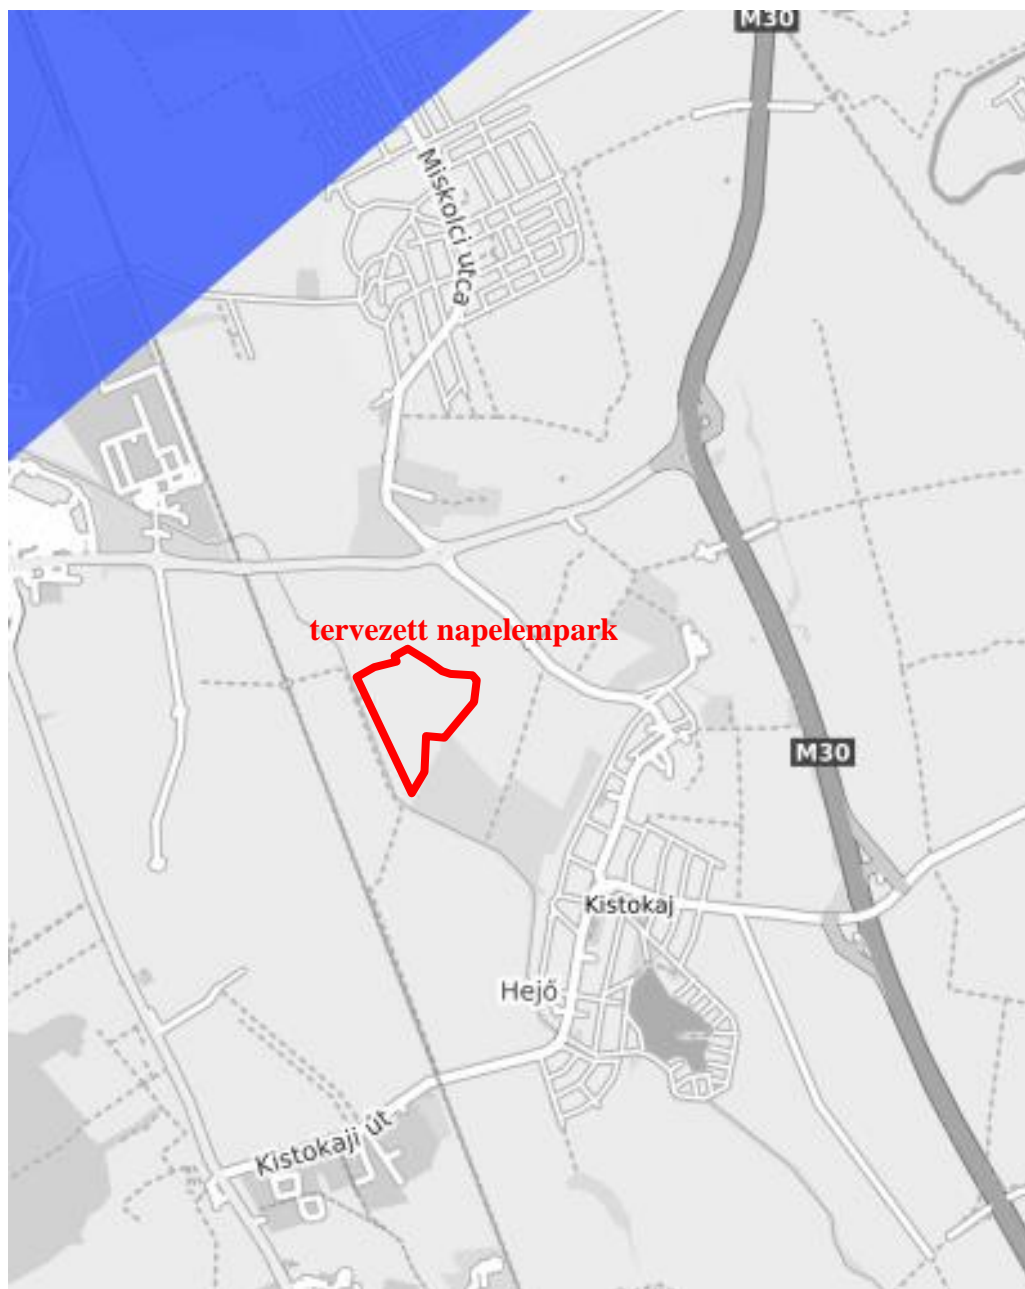 M30
Miskolci utca
tervezett napelempark
M30
Kistokaj
Hejő
Kistokaji út